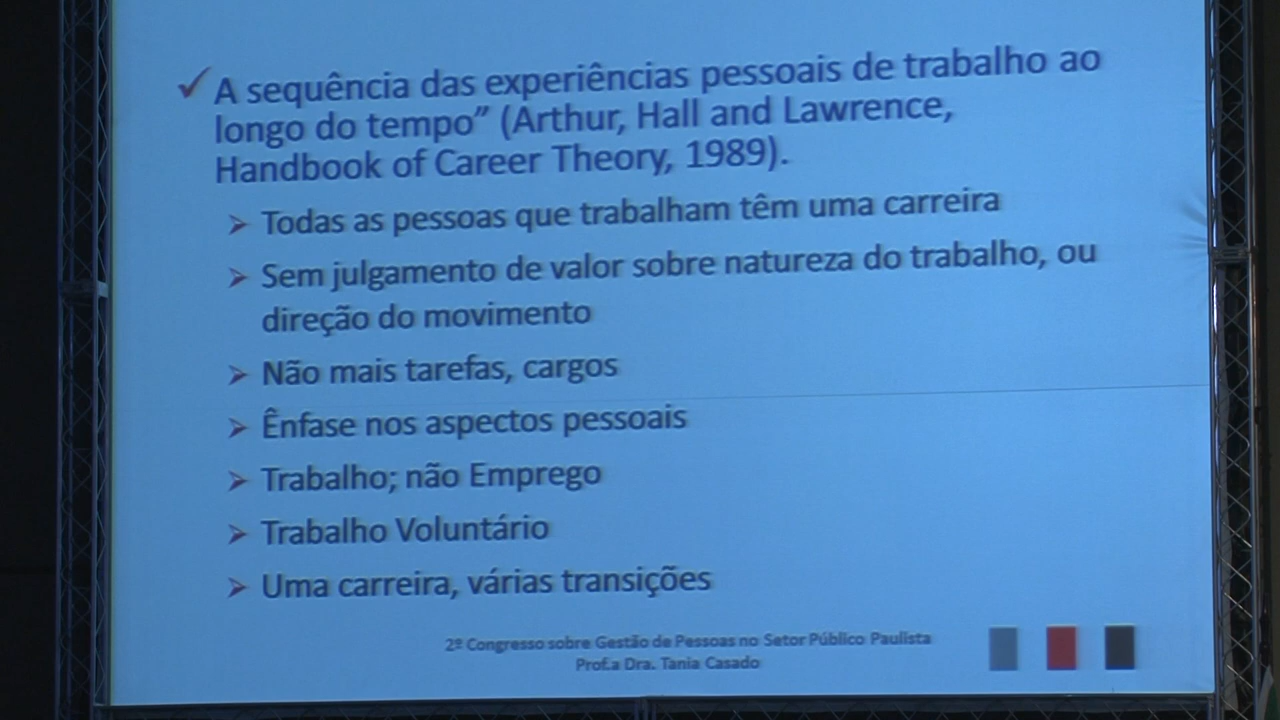 A sequência das experiências pessoais de trabalho ao
longo do tempo” (Arthur, Hall and Lawrence,
Handbook of Career Theory, 1989).
Todas as pessoas que trabalham têm uma carreira
Sem julgamento de valor sobre natureza do trabalho, ou
direção do movimento
Não mais tarefas, cargos
Ênfase nos aspectos pessoais
Trabalho; não Emprego
Trabalho Voluntário
Uma carreira, várias transições
2º Congresso sobre Gestão de Pessoas no Setor Público Paulista
Prof.a Dra. Tania Casado